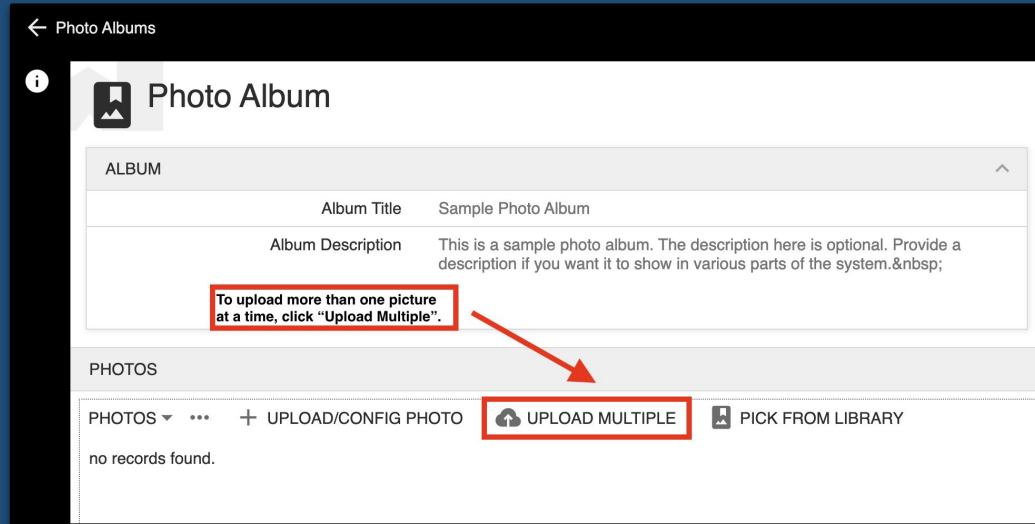 Photo Albums
Photo Album
ALBUM
Album Title Sample Photo Album
Album Description This is a sample photo album. The description here is optional. Provide a
description if you want it to show in various parts of the system.&nbsp;
To upload more than one picture
at a time, click “Upload Multiple”.
PHOTOS
PHOTOS ••• + UPLOAD/CONFIG PHOTO UPLOAD MULTIPLE PICK FROM LIBRARY
no records found.